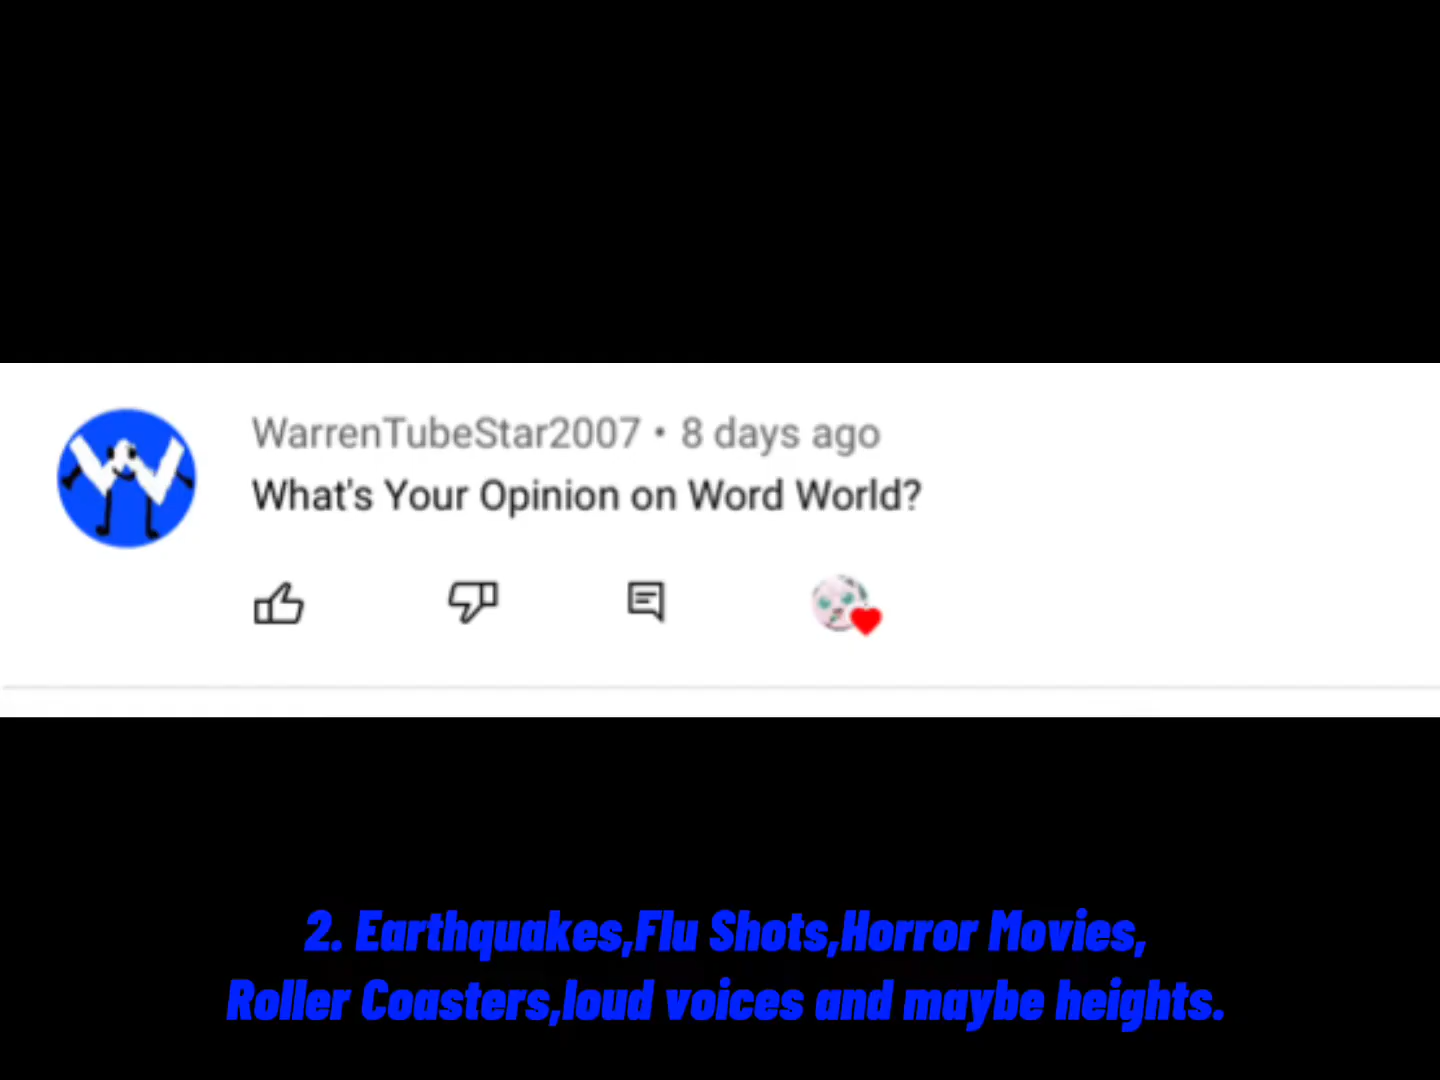 WarrenTubeStar2007 • 8 days ago
What's Your Opinion on Word World?
2. Earthquakes,Flu Shots,Horror Movies,
Roller Coasters,loud voices and maybe heights.